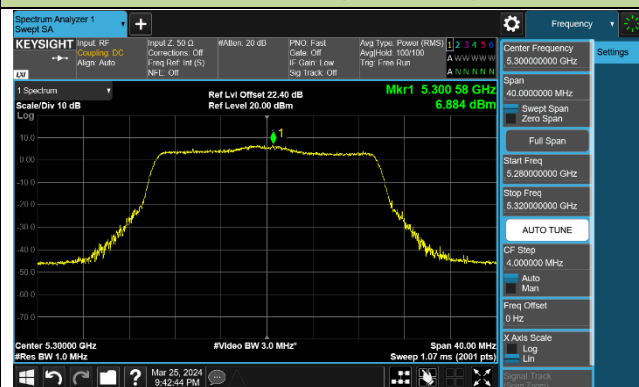 Spectrum Analyzer 1
Swept SA
Frequency
KEYSIGHT
Input: RF
Coupling: DC
Align: Auto
Input Z: 50 Ω
Corrections: Off
Freq Ref: Int (S)
NFE: Off
#Atten: 20 dB
PNO: Fast
Gate: Off
IF Gain: Low
Sig Track: Off
Avg Type: Power (RMS)
Avg|Hold: 100/100
Trig: Free Run
1 2 3 4 5 6
A W W W W W
A N N N N N
LXI
1 Spectrum
Scale/Div 10 dB
Log
Ref Lvl Offset 22.40 dB
Ref Level 20.00 dBm
Mkr1 5.300 58 GHz
6.884 dBm
1
10.0
0.00
-10.0
-20.0
-30.0
-40.0
-50.0
-60.0
-70.0
Center 5.30000 GHz
#Res BW 1.0 MHz
#Video BW 3.0 MHz*
Span 40.00 MHz
Sweep 1.07 ms (2001 pts)
Mar 25, 2024
9:42:44 PM
Center Frequency
5.300000000 GHz
Settings
Span
40.0000000 MHz
Swept Span
Zero Span
Full Span
Start Freq
5.280000000 GHz
Stop Freq
5.320000000 GHz
AUTO TUNE
CF Step
4.000000 MHz
Auto
Man
Freq Offset
0 Hz
X Axis Scale
Log
Lin
Signal Track
(Span Zoom)